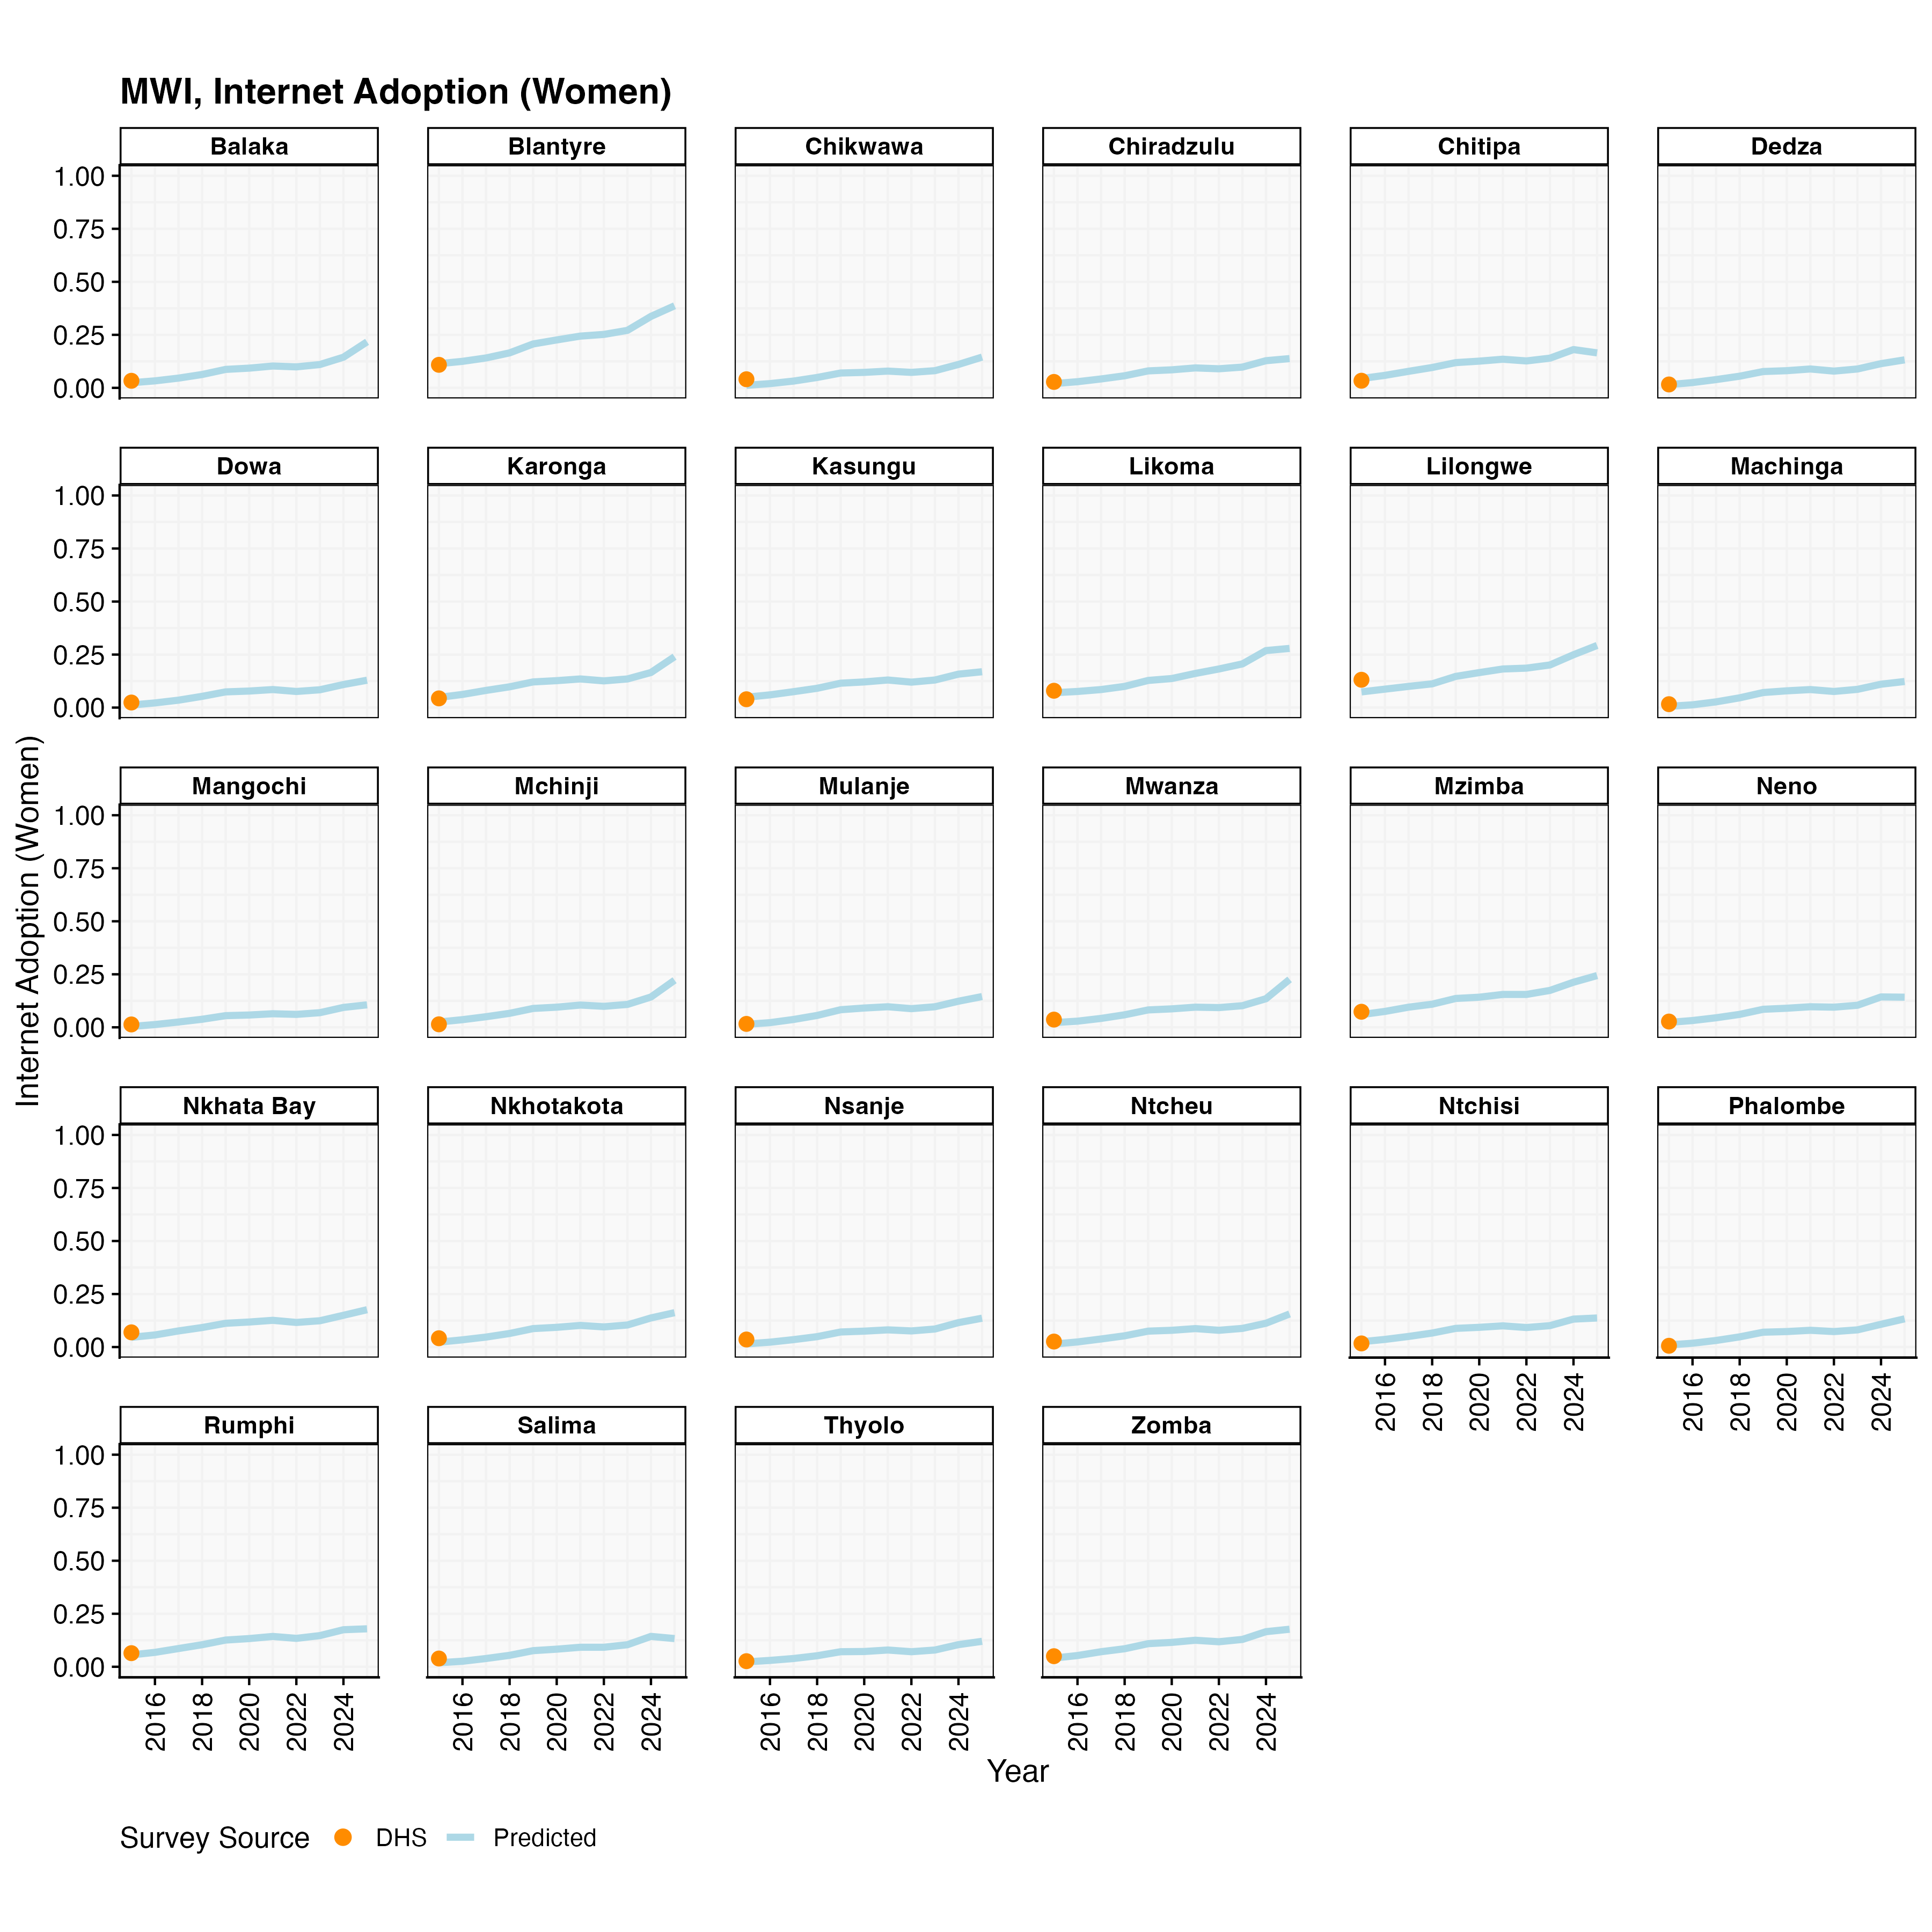 MWI, Internet Adoption (Women)
Balaka Blantyre Chikwawa Chiradzulu Chitipa Dedza
1.00
0.75
0.50
0.25
0.00
Dowa Karonga Kasungu Likoma Lilongwe Machinga
1.00
0.75
0.50
0.25
0.00
Internet Adoption (Women)
Mangochi Mchinji Mulanje Mwanza Mzimba Neno
1.00
0.75
0.50
0.25
0.00
Nkhata Bay Nkhotakota Nsanje Ntcheu Ntchisi Phalombe
1.00
0.75
0.50
0.25
0.00
2016 2018 2020 2022 2024 2016 2018 2020 2022 2024
Rumphi Salima Thyolo Zomba
1.00
0.75
0.50
0.25
0.00
2016 2018 2020 2022 2024 2016 2018 2020 2022 2024 2016 2018 2020 2022 2024 2016 2018 2020 2022 2024
Year
Survey Source DHS Predicted